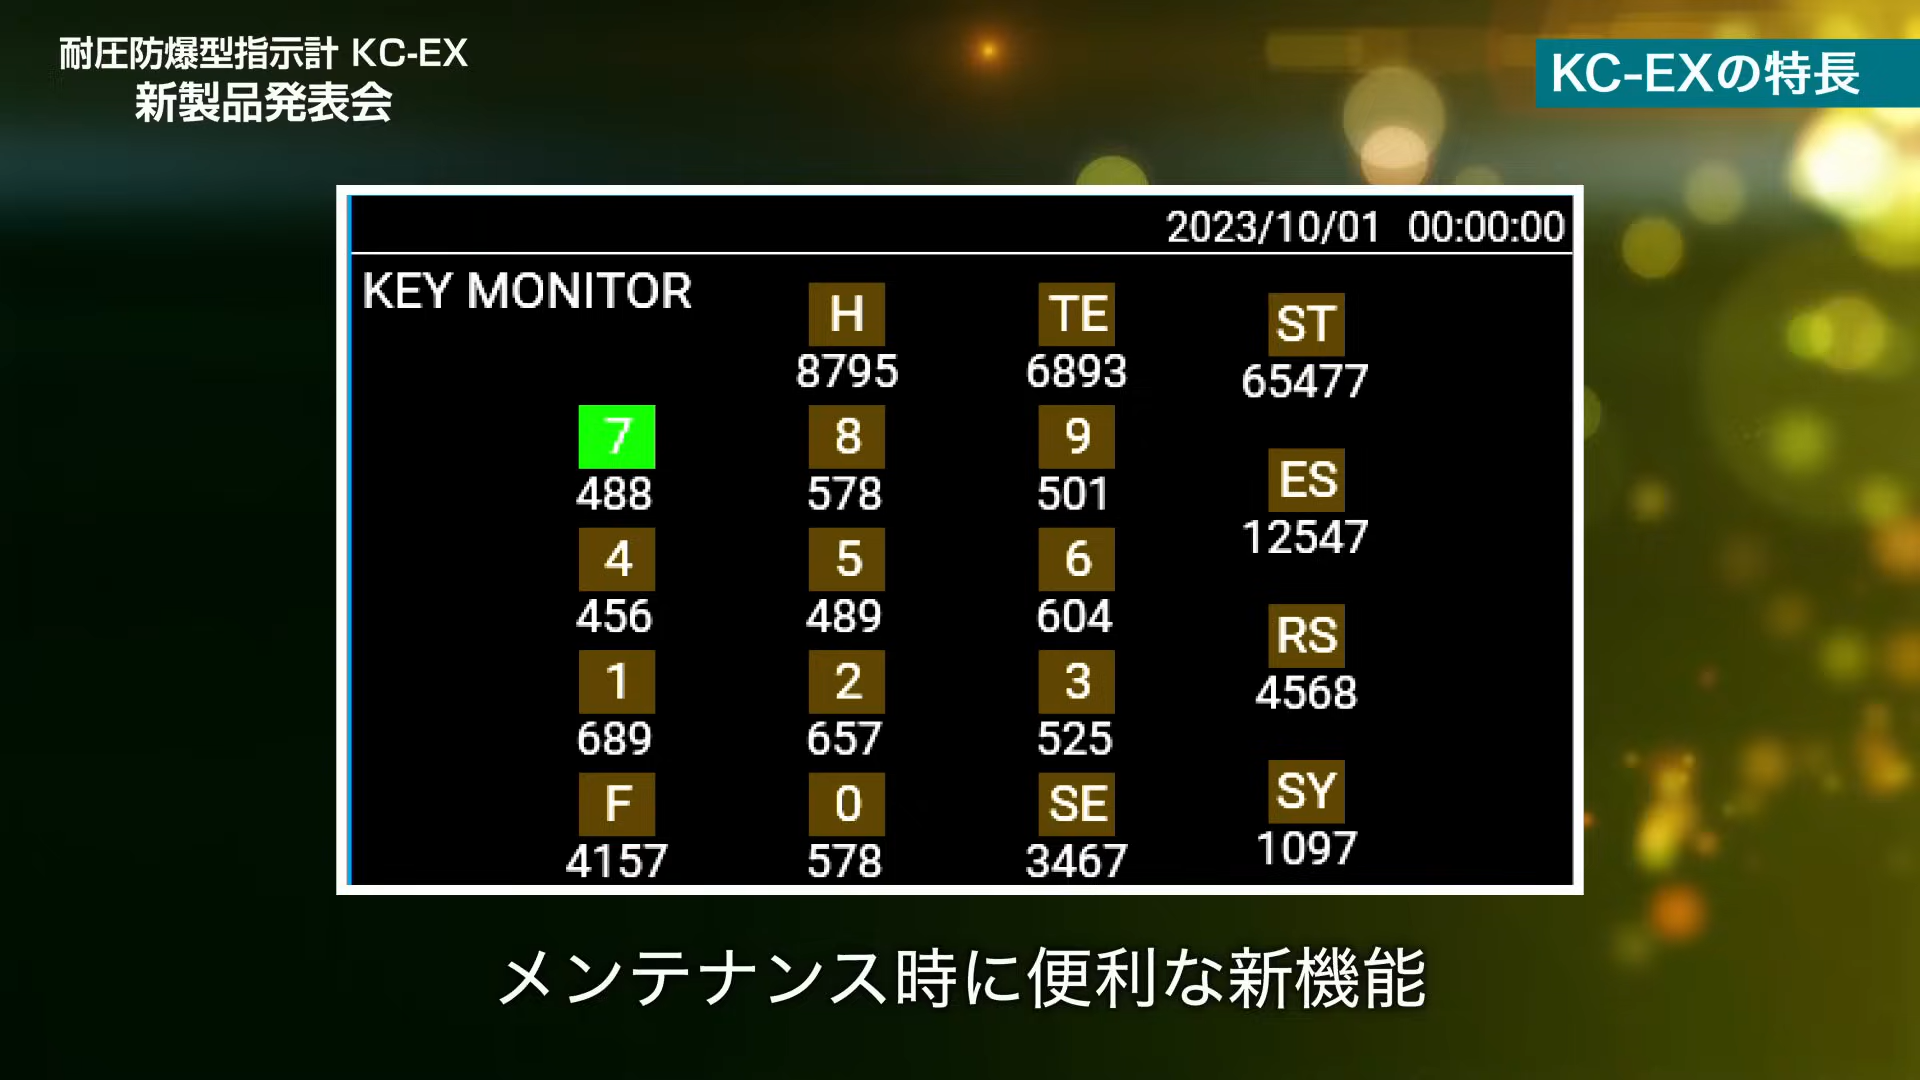 耐圧防爆型指示計 KC-EX
新製品発表会
KC-EXの特長
2023/10/01 00:00:00
KEY MONITOR
H TE ST
8795 6893 65477
7 8 9
488 578 501
ES
12547
4 5 6
456 489 604
RS
4568
1 2 3
689 657 525
SY
1097
F 0 SE
4157 578 3467
メンテナンス時に便利な新機能